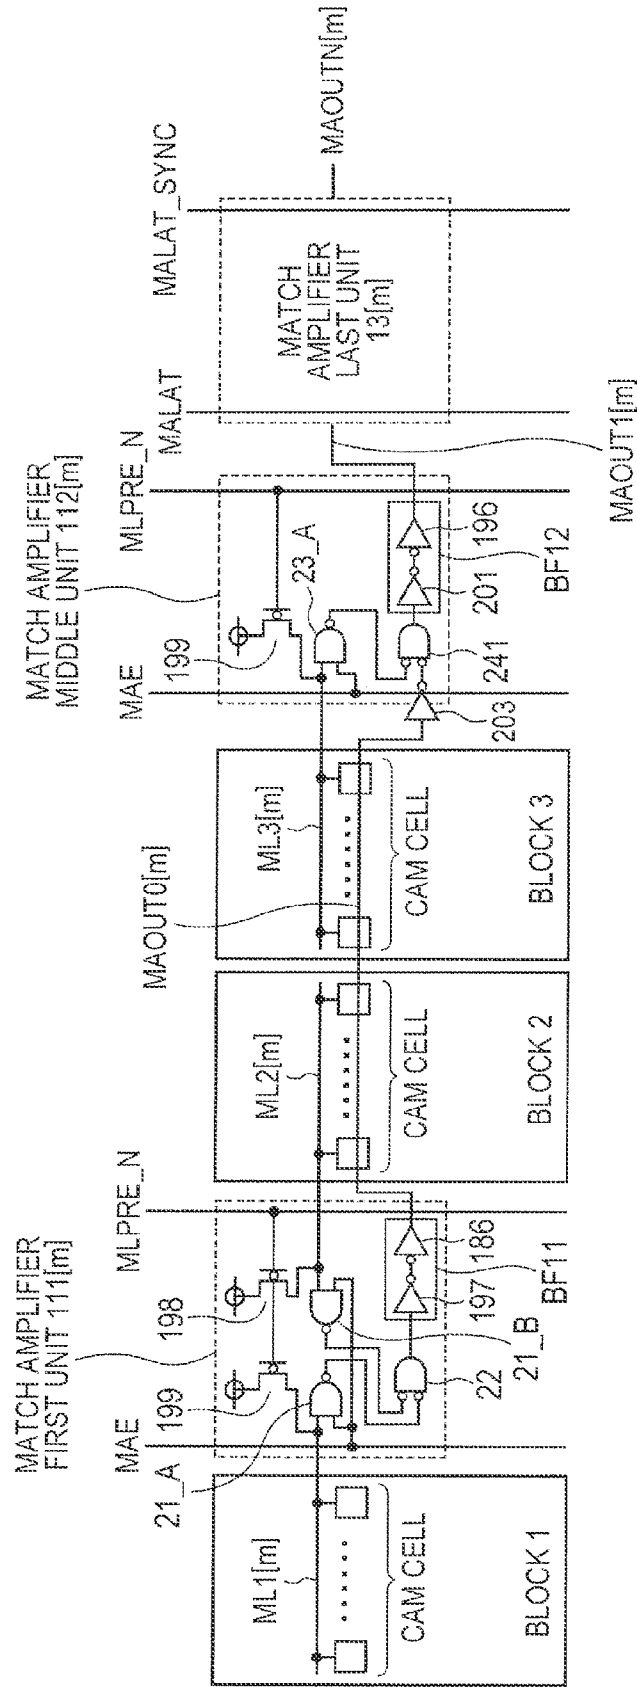 MATCH AMPLIFIER
FIRST UNIT 111[m]
MAE
MLPRE_N
21_A
199
198
ML1[m]
CAM CELL
BLOCK 1
197
186
BF11
21_B
22
ML2[m]
CAM CELL
BLOCK 2
MAOUT0[m]
ML3[m]
CAM CELL
BLOCK 3
MATCH AMPLIFIER
MIDDLE UNIT 112[m]
MAE
MLPRE_N
199
23_A
203
241
201
196
BF12
MAOUT1[m]
MALAT
MALAT_SYNC
MATCH
AMPLIFIER
LAST UNIT
13[m]
MAOUTN[m]